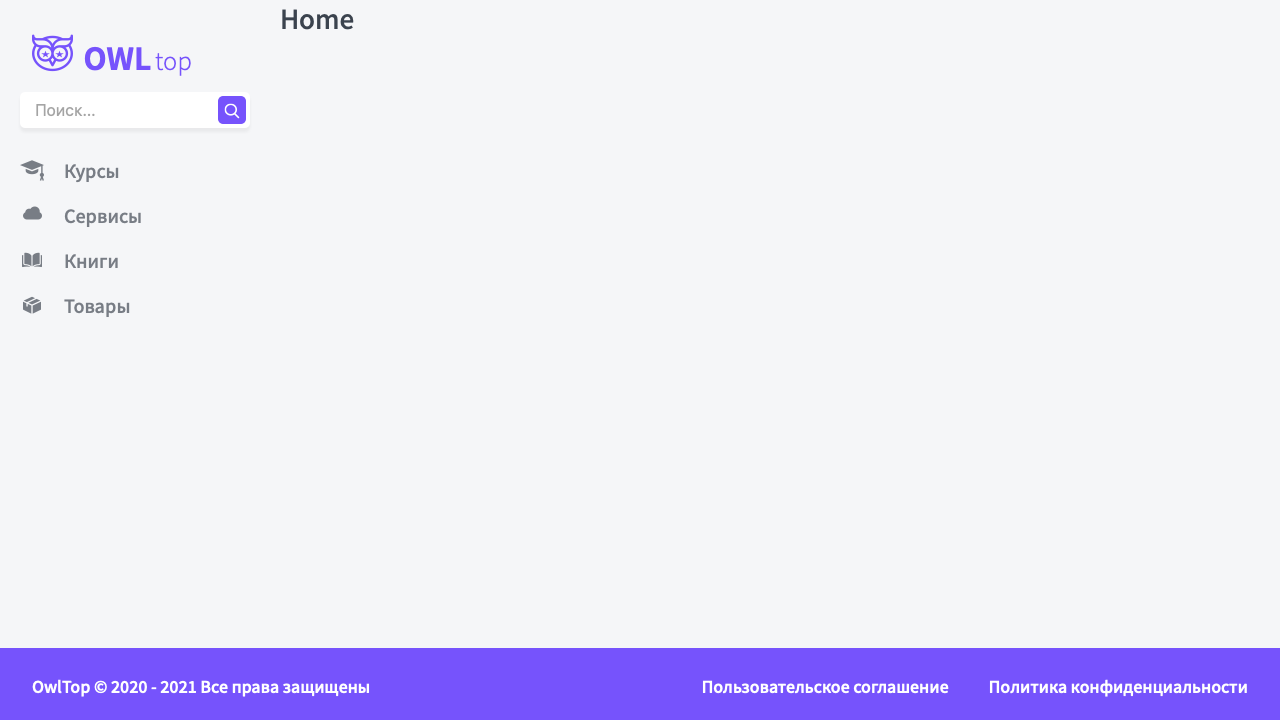 OWL top
Home
Поиск...
Курсы
Сервисы
Книги
Товары
OwlTop © 2020 - 2021 Все права защищены
Пользовательское соглашение
Политика конфиденциальности